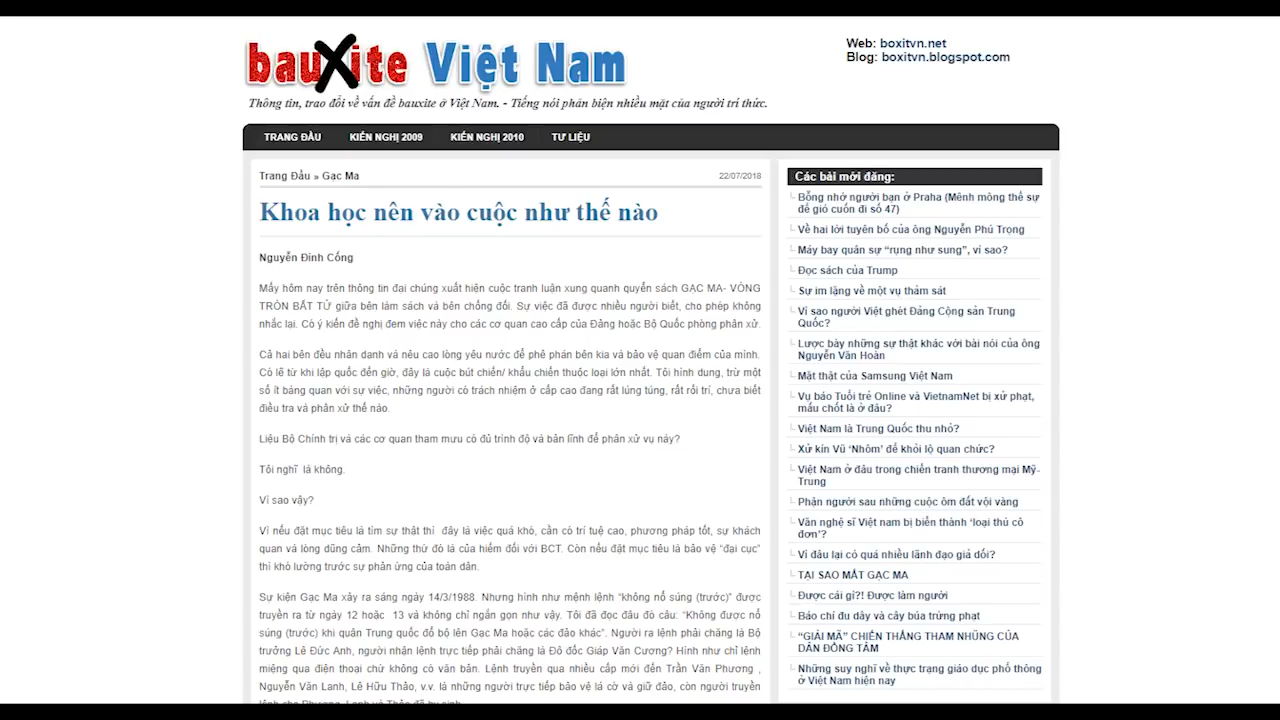 bauxite Việt Nam
Web: boxitvn.net
Blog: boxitvn.blogspot.com
Thông tin, trao đổi về vấn đề bauxite ở Việt Nam. - Tiếng nói phản biện nhiều mặt của người trí thức.
TRANG ĐẦU KIẾN NGHỊ 2009 KIẾN NGHỊ 2010 TƯ LIỆU
Trang Đầu » Gạc Ma 22/07/2018
Khoa học nên vào cuộc như thế nào
Nguyễn Đình Cống
Mấy hôm nay trên thông tin đại chúng xuất hiện cuộc tranh luận xung quanh quyển sách GẠC MA- VÒNG
TRÒN BẤT TỬ giữa bên làm sách và bên chống đối. Sự việc đã được nhiều người biết, cho phép không
nhắc lại. Có ý kiến đề nghị đem việc này cho các cơ quan cao cấp của Đảng hoặc Bộ Quốc phòng phân xử.
Cả hai bên đều nhân danh và nêu cao lòng yêu nước để phê phán bên kia và bảo vệ quan điểm của mình.
Có lẽ từ khi lập quốc đến giờ, đây là cuộc bút chiến/ khẩu chiến thuộc loại lớn nhất. Tôi hình dung, trừ một
số ít bàng quan với sự việc, những người có trách nhiệm ở cấp cao đang rất lúng túng, rất rối trí, chưa biết
điều tra và phân xử thế nào.
Liệu Bộ Chính trị và các cơ quan tham mưu có đủ trình độ và bản lĩnh để phân xử vụ này?
Tôi nghĩ là không.
Vì sao vậy?
Vì nếu đặt mục tiêu là tìm sự thật thì đây là việc quá khó, cần có trí tuệ cao, phương pháp tốt, sự khách
quan và lòng dũng cảm. Những thứ đó là của hiếm đối với BCT. Còn nếu đặt mục tiêu là bảo vệ “đại cục”
thì khó lường trước sự phản ứng của toàn dân.
Sự kiện Gạc Ma xảy ra sáng ngày 14/3/1988. Nhưng hình như mệnh lệnh “không nổ súng (trước)” được
truyền ra từ ngày 12 hoặc 13 và không chỉ ngắn gọn như vậy. Tôi đã đọc đâu đó câu: “Không được nổ
súng (trước) khi quân Trung quốc đổ bộ lên Gạc Ma hoặc các đảo khác”. Người ra lệnh phải chăng là Bộ
trưởng Lê Đức Anh, người nhận lệnh trực tiếp phải chăng là Đô đốc Giáp Văn Cương? Hình như chỉ lệnh
miệng qua điện thoại chứ không có văn bản. Lệnh truyền qua nhiều cấp mới đến Trần Văn Phương ,
Nguyễn Văn Lanh, Lê Hữu Thảo, v.v. là những người trực tiếp bảo vệ lá cờ và giữ đảo, còn người truyền
Các bài mới đăng:
Bỗng nhớ người bạn ở Praha (Mênh mông thế sự
để gió cuốn đi số 47)
Về hai lời tuyên bố của ông Nguyễn Phú Trọng
Máy bay quân sự “rụng như sung”, vì sao?
Đọc sách của Trump
Sự im lặng về một vụ thảm sát
Vì sao người Việt ghét Đảng Cộng sản Trung
Quốc?
Lược bày những sự thật khác với bài nói của ông
Nguyễn Văn Hoàn
Mặt thật của Samsung Việt Nam
Vụ báo Tuổi trẻ Online và VietnamNet bị xử phạt,
mấu chốt là ở đâu?
Việt Nam là Trung Quốc thu nhỏ?
Xử kín Vũ ‘Nhôm’ để khỏi lộ quan chức?
Việt Nam ở đâu trong chiến tranh thương mại Mỹ-
Trung
Phận người sau những cuộc ôm đất vội vàng
Văn nghệ sĩ Việt nam bị biến thành ‘loại thú cô
đơn’?
Vì đâu lại có quá nhiều lãnh đạo giả dối?
TẠI SAO MẤT GẠC MA
Được cái gì?! Được làm người
Báo chí đu dây và cây búa trừng phạt
“GIẢI MÔ CHIẾN THẮNG THAM NHŨNG CỦA
DÂN ĐỒNG TÂM
Những suy nghĩ về thực trạng giáo dục phổ thông
ở Việt Nam hiện nay